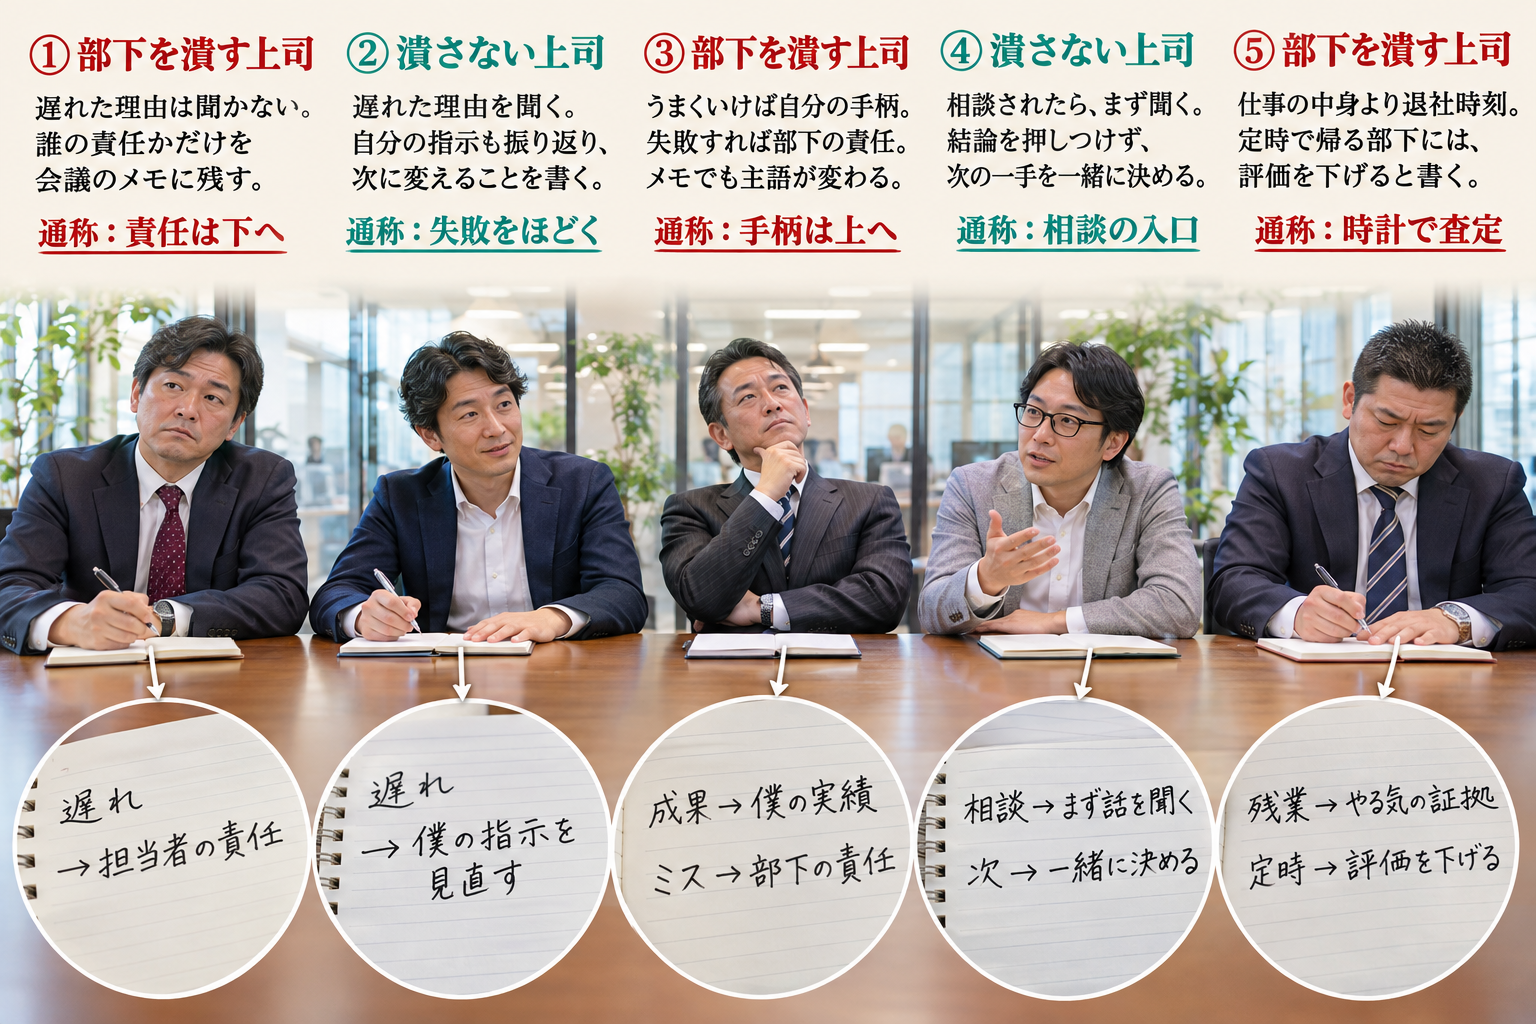 ① 部下を潰す上司
遅れた理由は聞かない。
誰の責任かだけを
会議のメモに残す。
通称：責任は下へ
② 潰さない上司
遅れた理由を聞く。
自分の指示も振り返り、
次に変えることを書く。
通称：失敗をほどく
③ 部下を潰す上司
うまくいけば自分の手柄。
失敗すれば部下の責任。
メモでも主語が変わる。
通称：手柄は上へ
④ 潰さない上司
相談されたら、まず聞く。
結論を押しつけず、
次の一手を一緒に決める。
通称：相談の入口
⑤ 部下を潰す上司
仕事の中身より退社時刻。
定時で帰る部下には、
評価を下げると書く。
通称：時計で査定
遅れ
→担当者の責任
遅れ
→僕の指示を
見直す
成果→僕の実績
ミス→部下の責任
相談→まず話を聞く
次→一緒に決める
残業→やる気の証拠
定時→評価を下げる